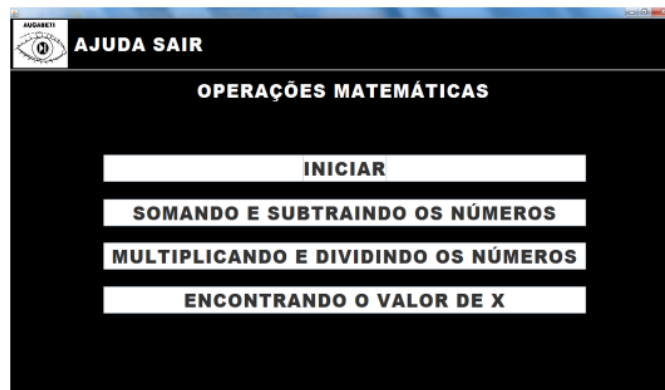 AUGABETI
AJUDA SAIR
OPERAÇÕES MATEMÁTICAS
INICIAR
SOMANDO E SUBTRAINDO OS NÚMEROS
MULTIPLICANDO E DIVIDINDO OS NÚMEROS
ENCONTRANDO O VALOR DE X